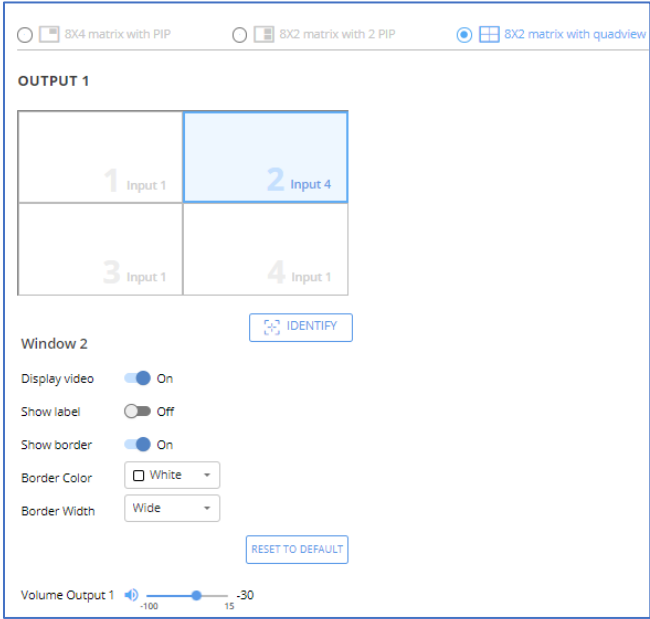 8X4 matrix with PIP
8X2 matrix with 2 PIP
8X2 matrix with quadview
OUTPUT 1
1 Input 1
2 Input 4
3 Input 1
4 Input 1
IDENTIFY
Window 2
Display video On
Show label Off
Show border On
Border Color White
Border Width Wide
RESET TO DEFAULT
Volume Output 1 -30
-100 15